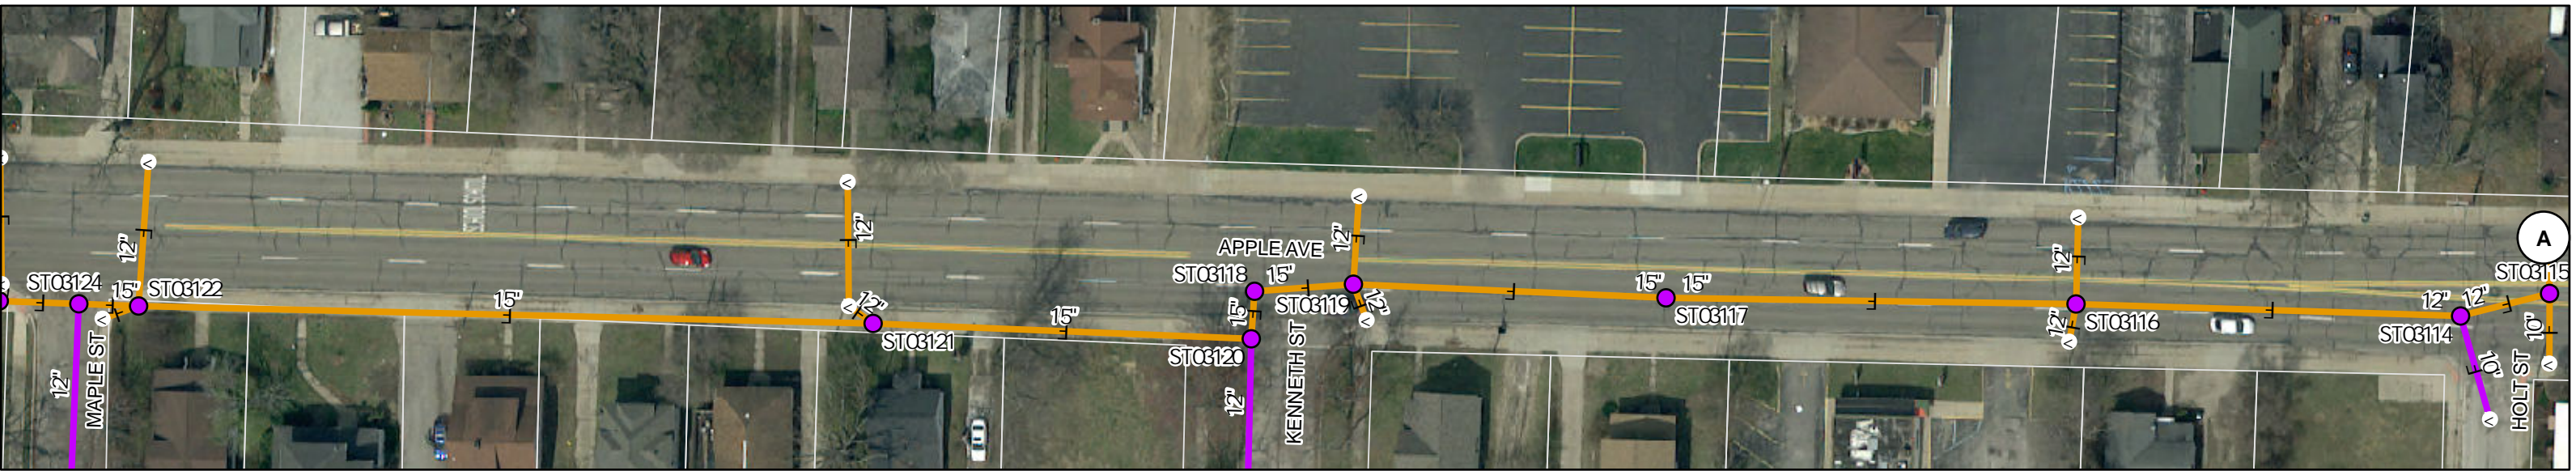 SCHOOL
12"
12"
APPLE AVE
12"
12"
A
ST03124
15"
ST03122
ST03118
15"
ST03119
12"
15"
15"
ST03117
ST03115
12"
12"
15"
12"
ST03121
15"
15"
ST03120
12"
ST03116
ST03114
10"
10"
12"
MAPLE ST
12"
KENNETH ST
HOLT ST